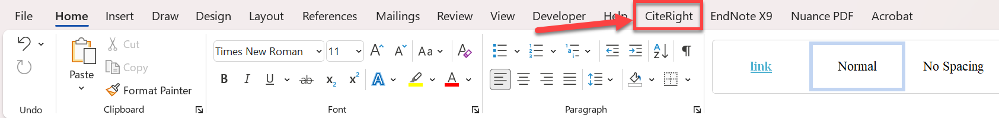 File Home Insert Draw Design Layout References Mailings Review View Developer Help CiteRight EndNote X9 Nuance PDF Acrobat
Cut
Copy
Paste
Format Painter
Undo
Clipboard
Times New Roman 11
Aa
B I U ab x₂ x² A A
Font
Paragraph
link
Normal
No Spacing